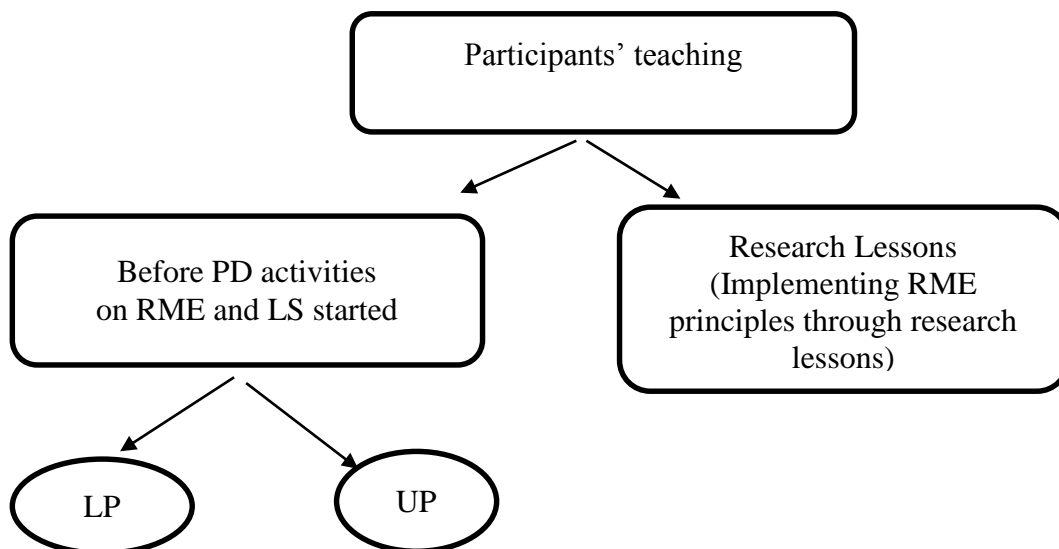 Participants’ teaching
Before PD activities
on RME and LS started
Research Lessons
(Implementing RME
principles through research
lessons)
LP
UP